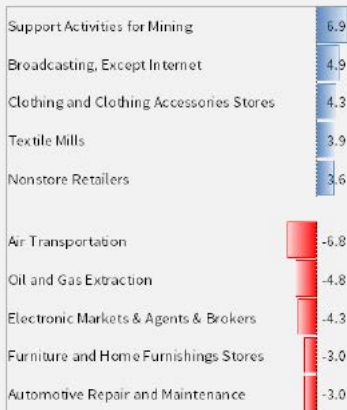 Support Activities for Mining 6.9
Broadcasting, Except Internet 4.9
Clothing and Clothing Accessories Stores 4.3
Textile Mills 3.9
Nonstore Retailers 3.6
Air Transportation -6.8
Oil and Gas Extraction -4.8
Electronic Markets & Agents & Brokers -4.3
Furniture and Home Furnishings Stores -3.0
Automotive Repair and Maintenance -3.0